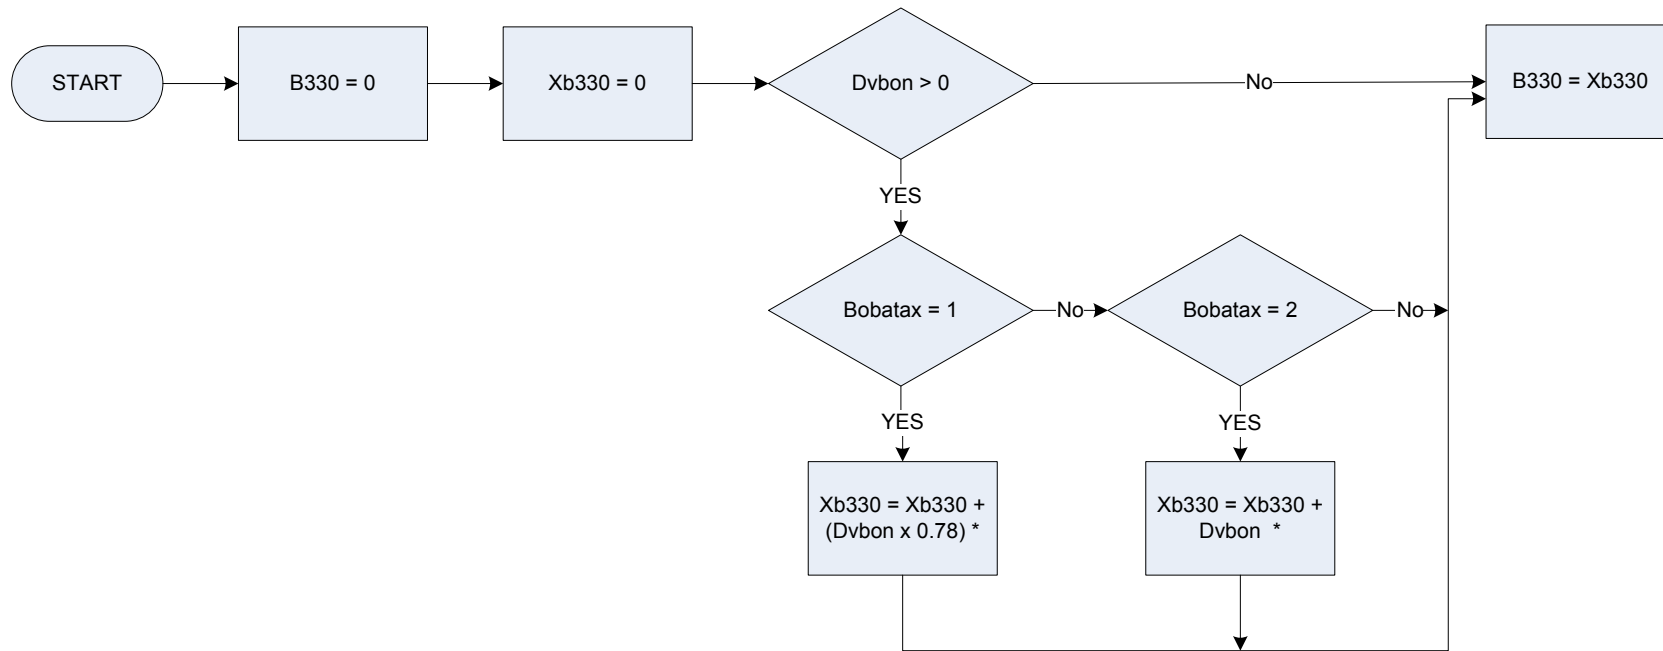 START
B330 = 0
Xb330 = 0
Dvbon > 0
No
B330 = Xb330
YES
Bobatax = 1
No
Bobatax = 2
No
YES
YES
Xb330 = Xb330 +
(Dvbon x 0.78) *
Xb330 = Xb330 +
Dvbon *